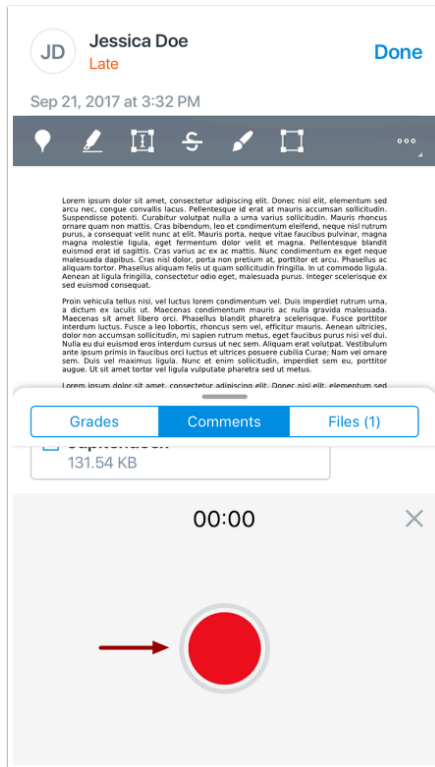 JD
Jessica Doe
Late
Done
Sep 21, 2017 at 3:32 PM
Lorem ipsum dolor sit amet, consectetur adipiscing elit. Donec nisl elit, elementum sed
arcu nec, congue convallis lacus. Pellentesque id erat at mauris accumsan sollicitudin.
Suspendisse potenti. Curabitur volutpat nulla a urna varius sollicitudin. Mauris rhoncus
ornare quam non mattis. Cras bibendum, leo et condimentum eleifend, neque nisl rutrum
purus, a consequat velit nunc at elit. Mauris porta, neque vitae faucibus pulvinar, magna
magna molestie ligula, eget fermentum dolor velit et magna. Pellentesque blandit
euismod erat id sagittis. Cras varius ac ex ac mattis. Cras nunc condimentum ex eget neque
malesuada dapibus. Cras nisl dolor, porta non pretium at, porttitor et arcu. Phasellus ac
aliquam tortor. Phasellus aliquam felis ut quam sollicitudin fringilla. In ut commodo ligula.
Aenean at ligula fringilla, consectetur odio eget, malesuada purus. Integer scelerisque ex
sed euismod consequat.
Proin vehicula tellus nisi, vel luctus lorem condimentum vel. Duis imperdiet rutrum urna,
a dictum ex iaculis ut. Maecenas condimentum mauris ac nulla gravida malesuada.
Maecenas sit amet libero orci. Phasellus blandit pharetra scelerisque. Fusce porttitor
interdum luctus. Fusce a leo lobortis, rhoncus sem vel, efficitur mauris. Aenean ultricies,
dolor non accumsan sollicitudin, mi sapien rutrum metus, eget faucibus purus nisi vel dui.
Nulla eu dui euismod eros interdum cursus ut nec sem. Aliquam erat volutpat. Vestibulum
ante ipsum primis in faucibus orci luctus et ultrices posuere cubilia Curae; Nam vel ornare
sem. Duis vel maximus ligula. Nunc et enim sollicitudin, imperdiet sem eu, porttitor
augue. Ut sit amet tortor vel ligula vulputate pharetra sed ut metus.
Lorem ipsum dolor sit amet, consectetur adipiscing elit. Donec nisl elit, elementum sed
Grades
Comments
Files (1)
131.54 KB
00:00